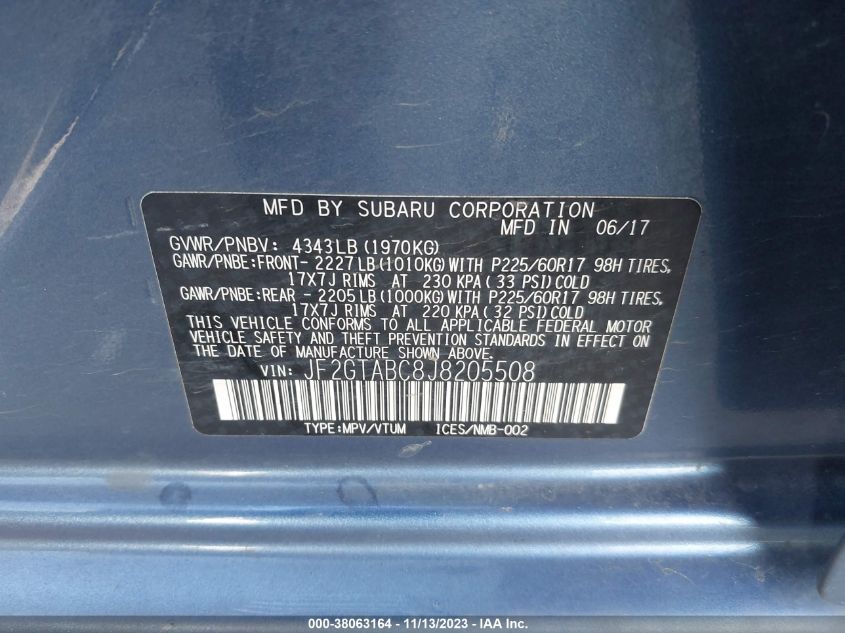 MFD BY SUBARU CORPORATION
MFD IN 06/17
GVWR/PNBV: 4343LB (1970KG)
GAWR/PNBE:FRONT- 2227LB(1010KG)WITH P225/60R17 98H TIRES,
17X7J RIMS AT 230 KPA( 33 PSI)COLD
GAWR/PNBE:REAR - 2205LB(1000KG)WITH P225/60R17 98H TIRES,
17X7J RIMS AT 220 KPA( 32 PSI)COLD
THIS VEHICLE CONFORMS TO ALL APPLICABLE FEDERAL MOTOR
VEHICLE SAFETY AND THEFT PREVENTION STANDARDS IN EFFECT ON
THE DATE OF MANUFACTURE SHOWN ABOVE.
VIN: JF2GTABC8J8205508
TYPE:MPV/VTUM ICES/NMB-002
000-38063164 - 11/13/2023 - IAA Inc.